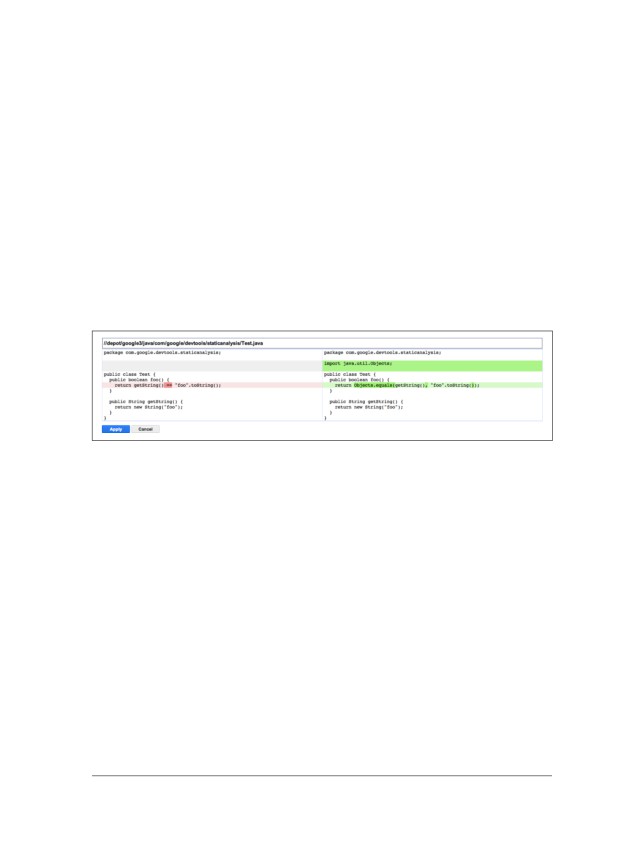 //depot/google3/java/com/google/devtools/staticanalysis/Test.java
package com.google.devtools.staticanalysis;
public class Test {
  public boolean foo() {
    return getString() == "foo".toString();
  }
  public String getString() {
    return new String("foo");
  }
}
package com.google.devtools.staticanalysis;
import java.util.Objects;
public class Test {
  public boolean foo() {
    return Objects.equals(getString(), "foo".toString());
  }
  public String getString() {
    return new String("foo");
  }
}
Apply Cancel